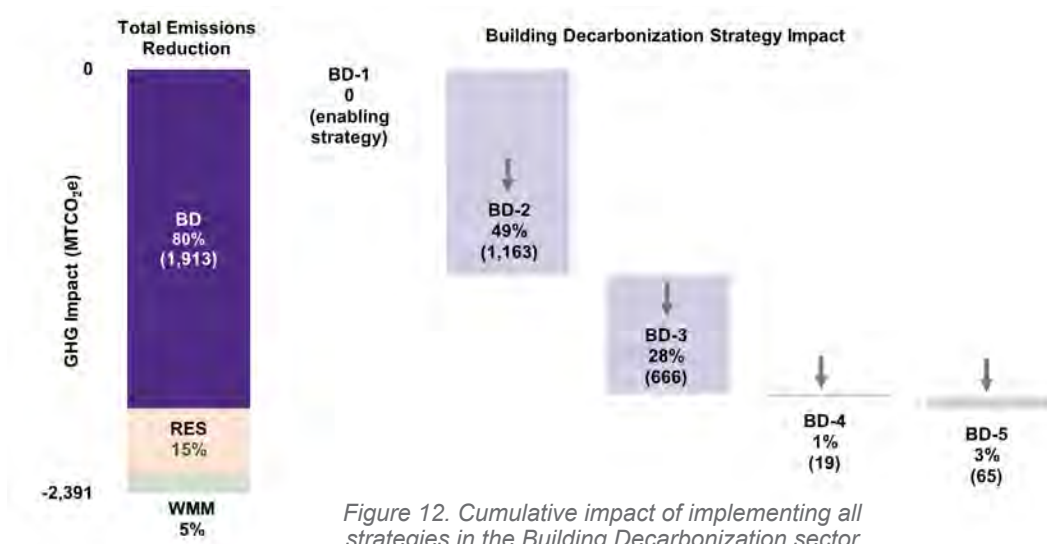 Total Emissions
Reduction
Building Decarbonization Strategy Impact
0
GHG Impact (MTCO₂e)
-2,391
BD
80%
(1,913)
RES
15%
WMM
5%
BD-1
0
(enabling
strategy)
BD-2
49%
(1,163)
BD-3
28%
(666)
BD-4
1%
(19)
BD-5
3%
(65)
Figure 12. Cumulative impact of implementing all
strategies in the Building Decarbonization sector